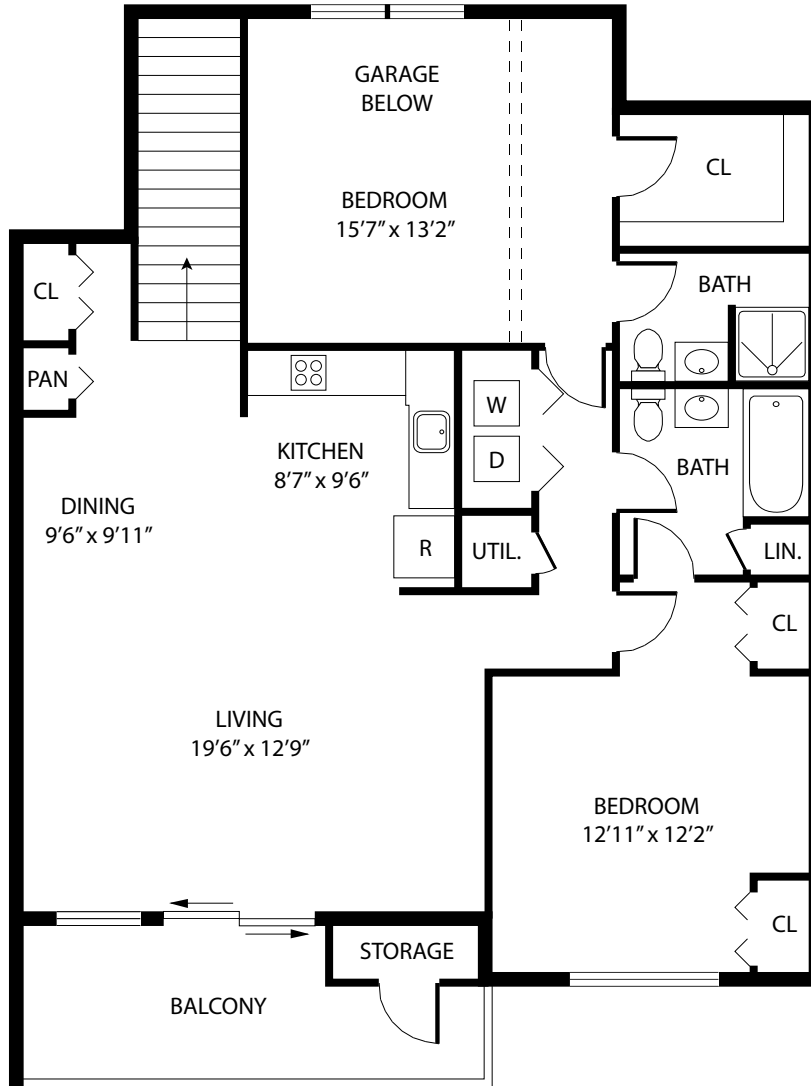 GARAGE
BELOW
BEDROOM
15’7” x 13’2”
CL
BATH
CL
PAN
W
D
KITCHEN
8’7” x 9’6”
BATH
DINING
9’6” x 9’11”
R
UTIL.
LIN.
CL
LIVING
19’6” x 12’9”
BEDROOM
12’11” x 12’2”
CL
STORAGE
BALCONY